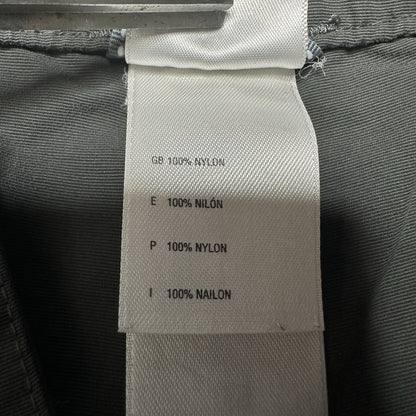 GB 100% NYLON
E 100% NILÓN
P 100% NYLON
I 100% NAILON